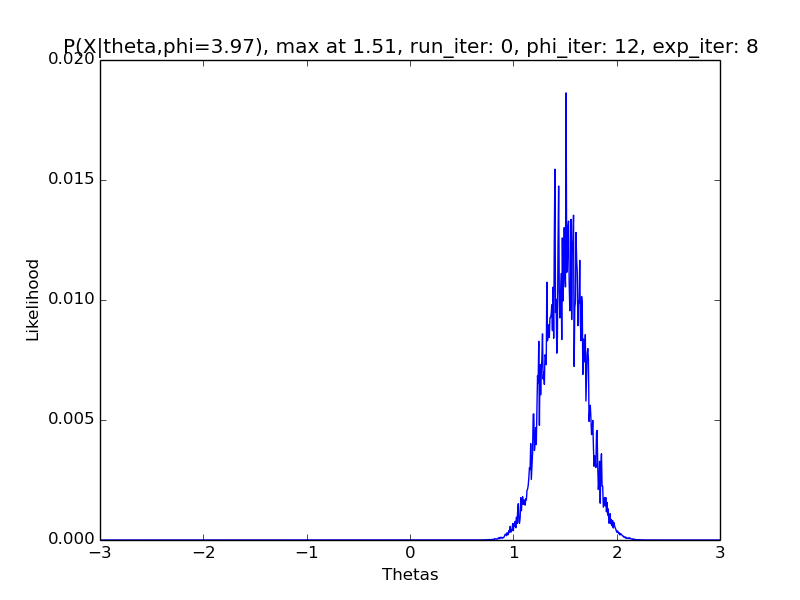 P(X|theta,phi=3.97), max at 1.51, run_iter: 0, phi_iter: 12, exp_iter: 8
0.020
0.015
0.010
0.005
0.000
Likelihood
−3 −2 −1 0 1 2 3
Thetas